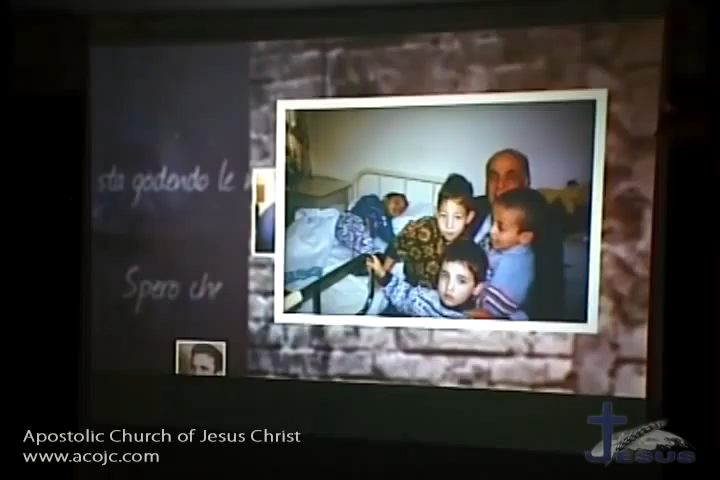 sta godendo le
Spero che
Apostolic Church of Jesus Christ
www.acojc.com
JESUS